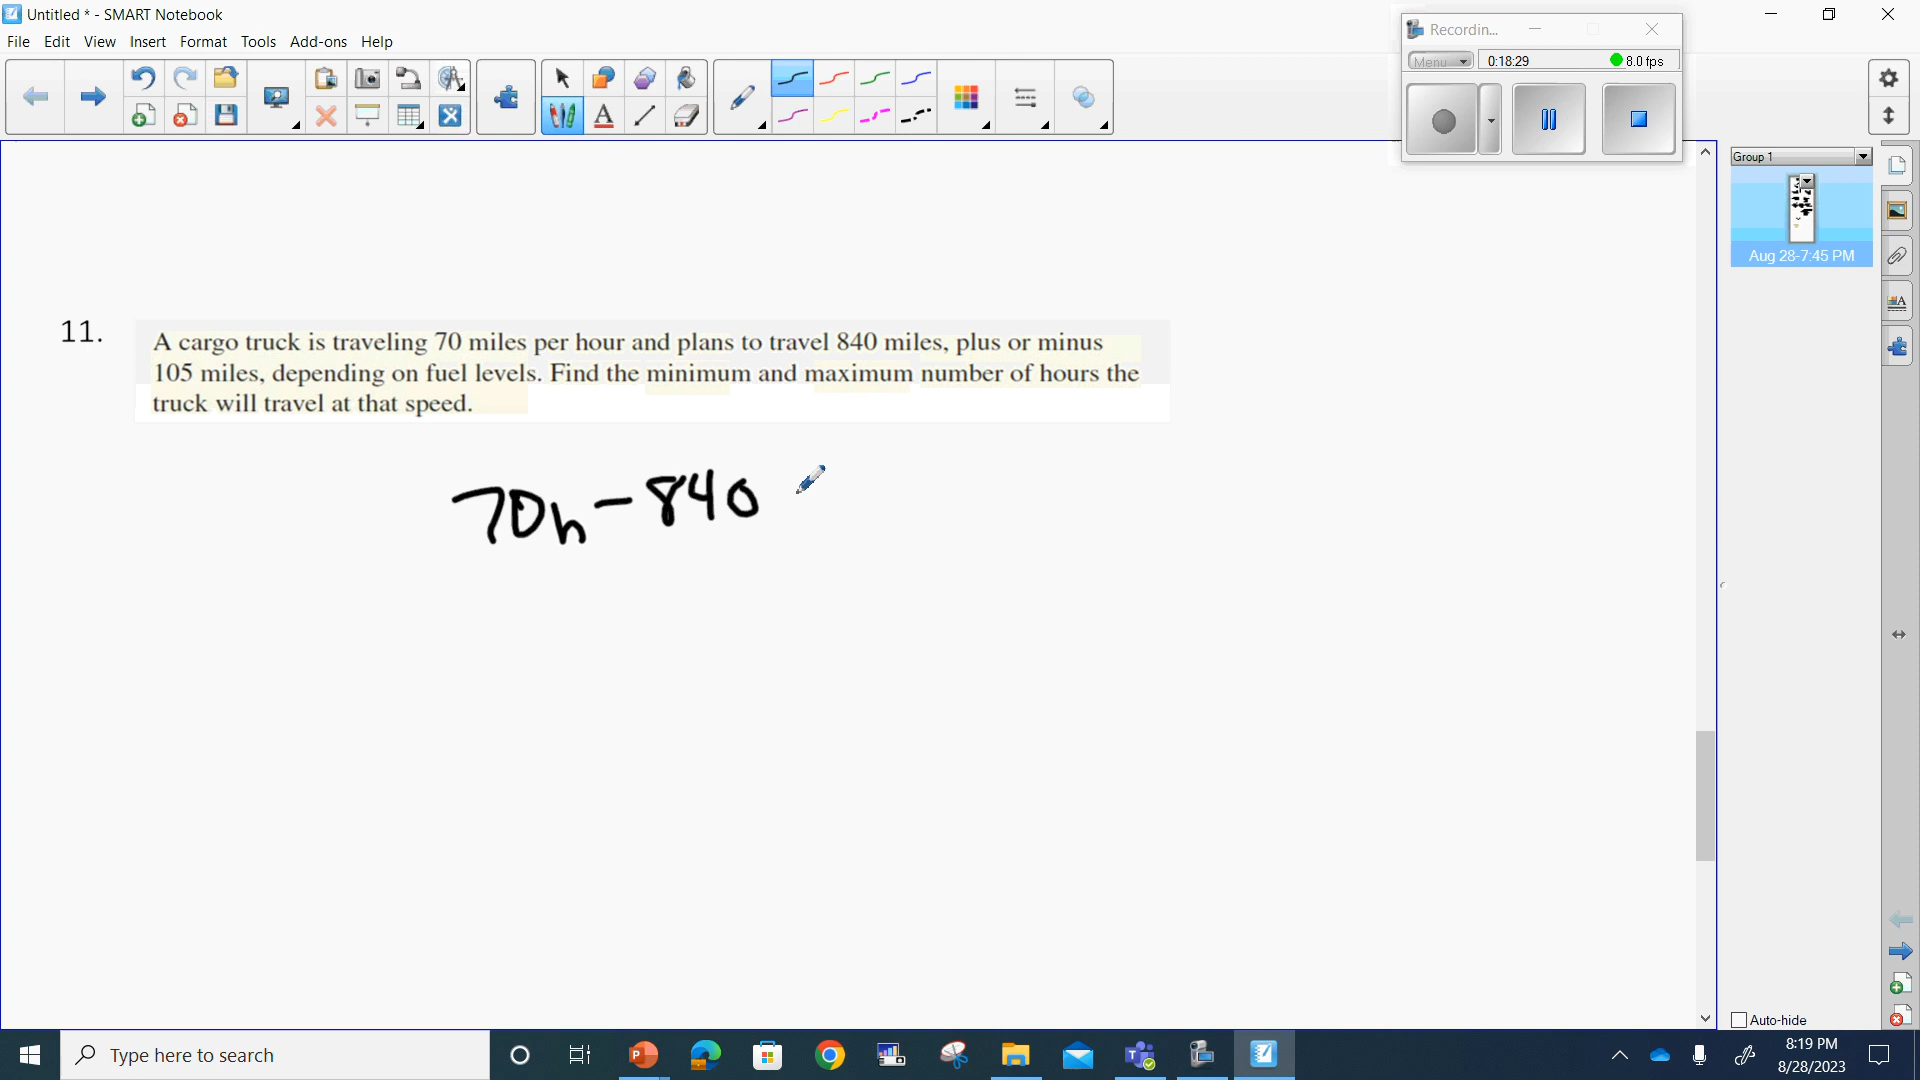 Untitled * - SMART Notebook
File Edit View Insert Format Tools Add-ons Help
Recordin...
Menu 0:18:29 8.0 fps
Group 1
Aug 28-7:45 PM
11.
A cargo truck is traveling 70 miles per hour and plans to travel 840 miles, plus or minus
105 miles, depending on fuel levels. Find the minimum and maximum number of hours the
truck will travel at that speed.
70h - 840
Auto-hide
Type here to search
8:19 PM
8/28/2023